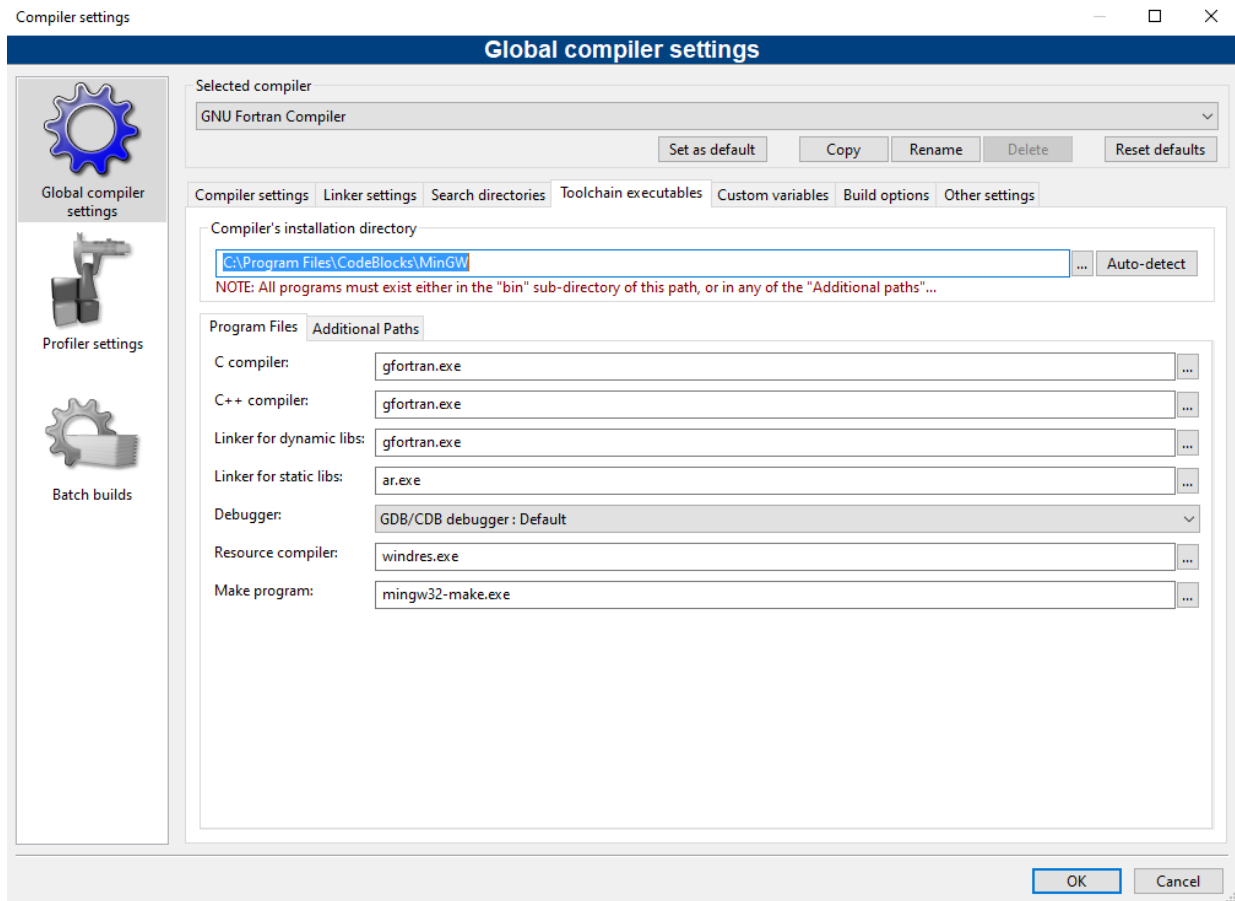 Compiler settings
Global compiler settings
Global compiler
settings
Profiler settings
Batch builds
Selected compiler
GNU Fortran Compiler
Set as default Copy Rename Delete Reset defaults
Compiler settings Linker settings Search directories Toolchain executables Custom variables Build options Other settings
Compiler's installation directory
C:\Program Files\CodeBlocks\MinGW ... Auto-detect
NOTE: All programs must exist either in the "bin" sub-directory of this path, or in any of the "Additional paths"...
Program Files Additional Paths
C compiler: gfortran.exe ...
C++ compiler: gfortran.exe ...
Linker for dynamic libs: gfortran.exe ...
Linker for static libs: ar.exe ...
Debugger: GDB/CDB debugger : Default
Resource compiler: windres.exe ...
Make program: mingw32-make.exe ...
OK Cancel